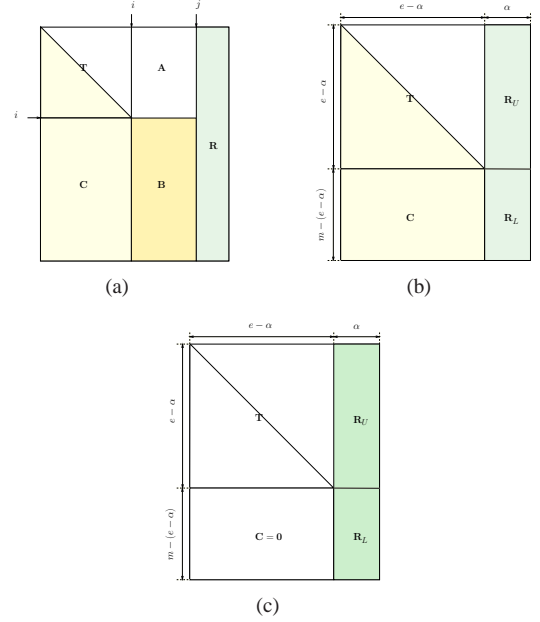 i j
T A
i
R
C B
(a)
e − α α
e − α
T R_U
m − (e − α)
C R_L
(b)
e − α α
e − α
T R_U
m − (e − α)
C = 0 R_L
(c)